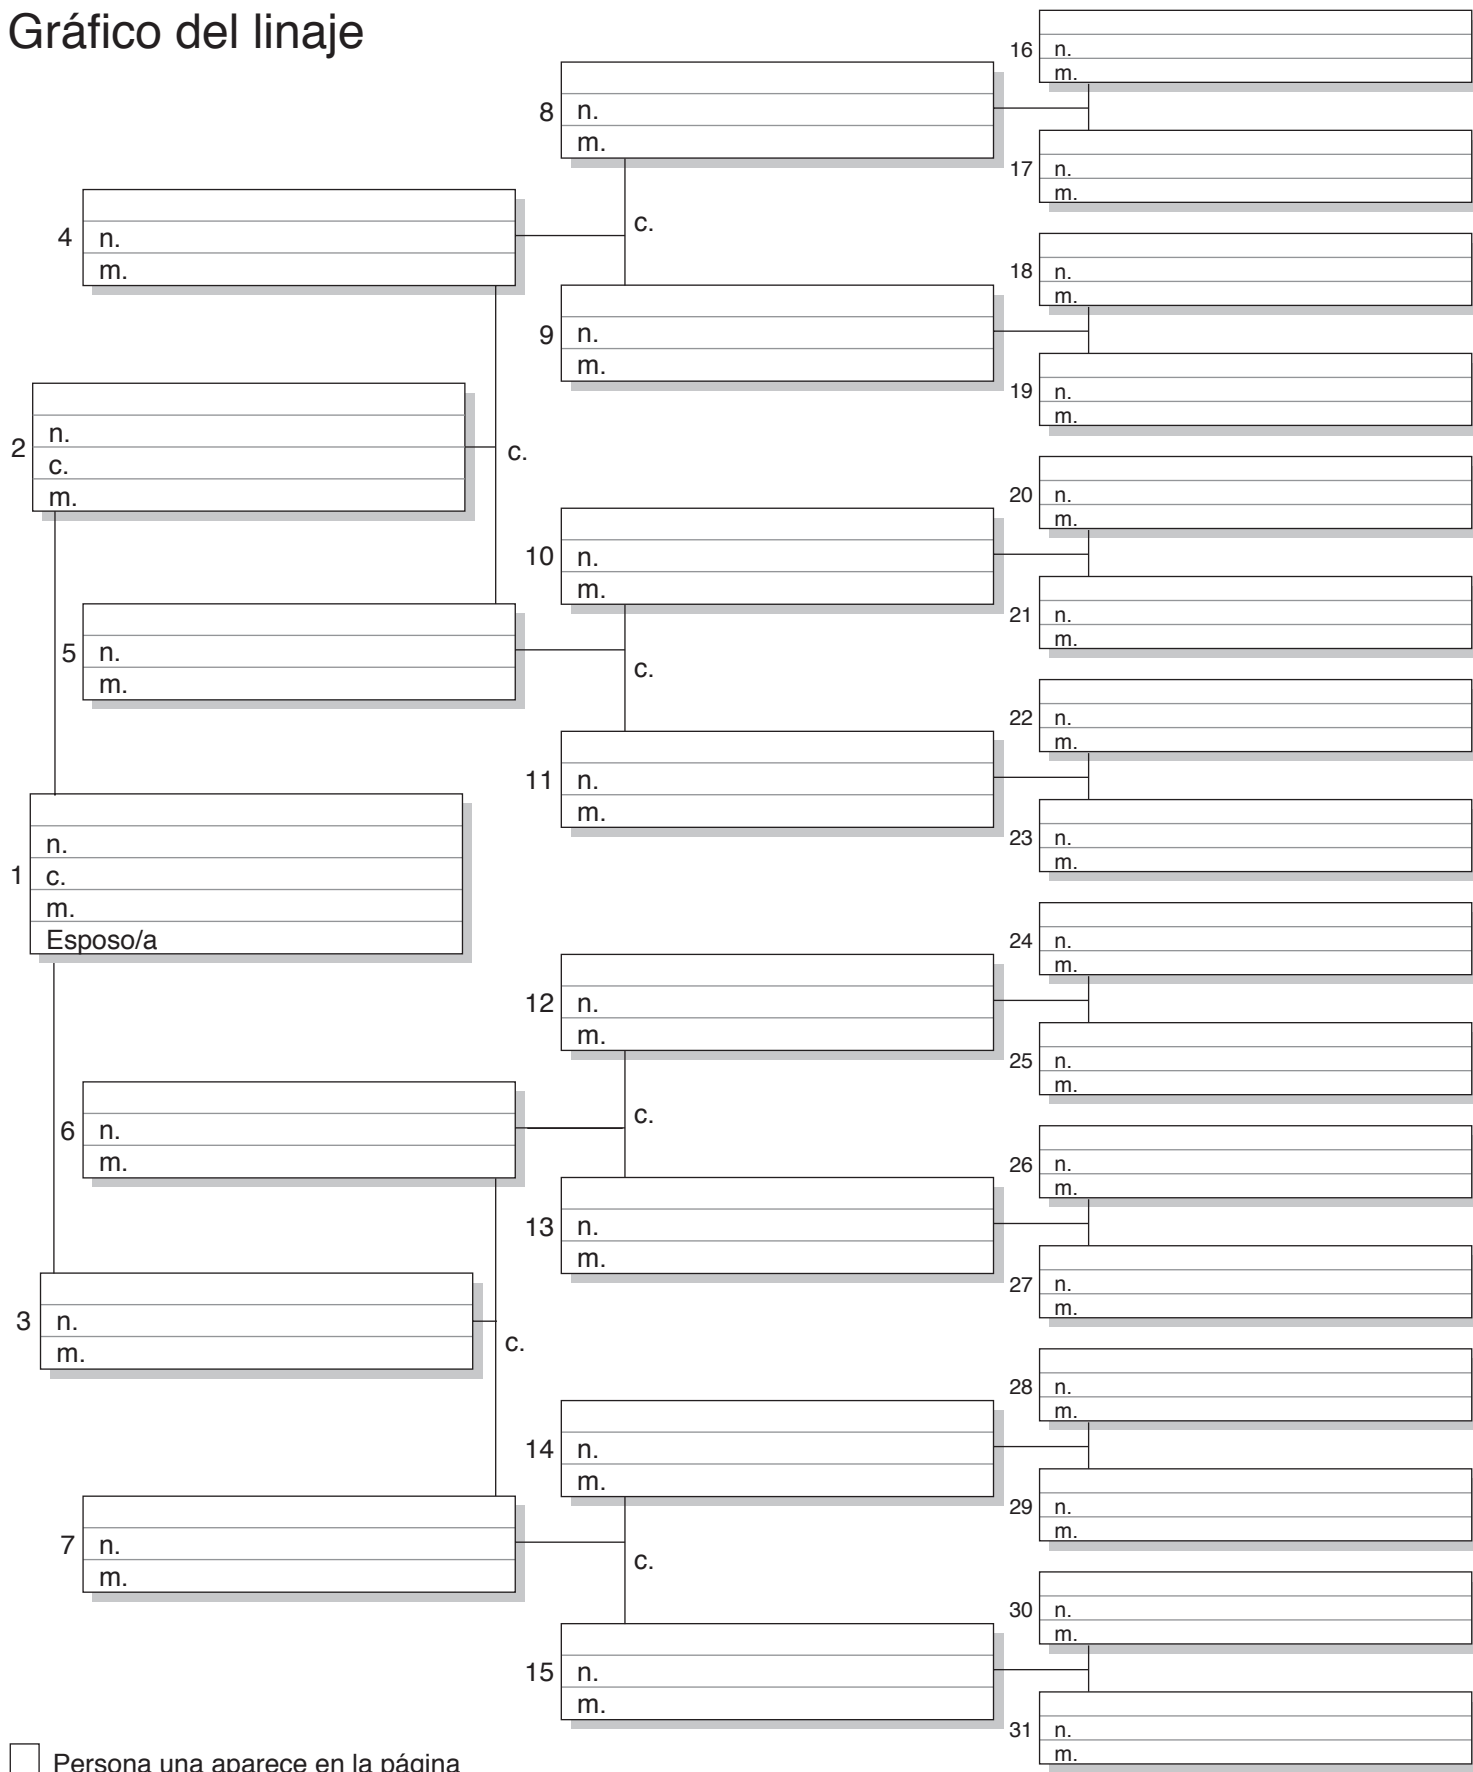 Gráfico del linaje
1
n.
c.
m.
Esposo/a
2
n.
c.
m.
c.
3
n.
m.
c.
4
n.
m.
c.
5
n.
m.
c.
6
n.
m.
c.
7
n.
m.
c.
8
n.
m.
9
n.
m.
10
n.
m.
11
n.
m.
12
n.
m.
13
n.
m.
14
n.
m.
15
n.
m.
16
n.
m.
17
n.
m.
18
n.
m.
19
n.
m.
20
n.
m.
21
n.
m.
22
n.
m.
23
n.
m.
24
n.
m.
25
n.
m.
26
n.
m.
27
n.
m.
28
n.
m.
29
n.
m.
30
n.
m.
31
n.
m.
Persona una aparece en la página